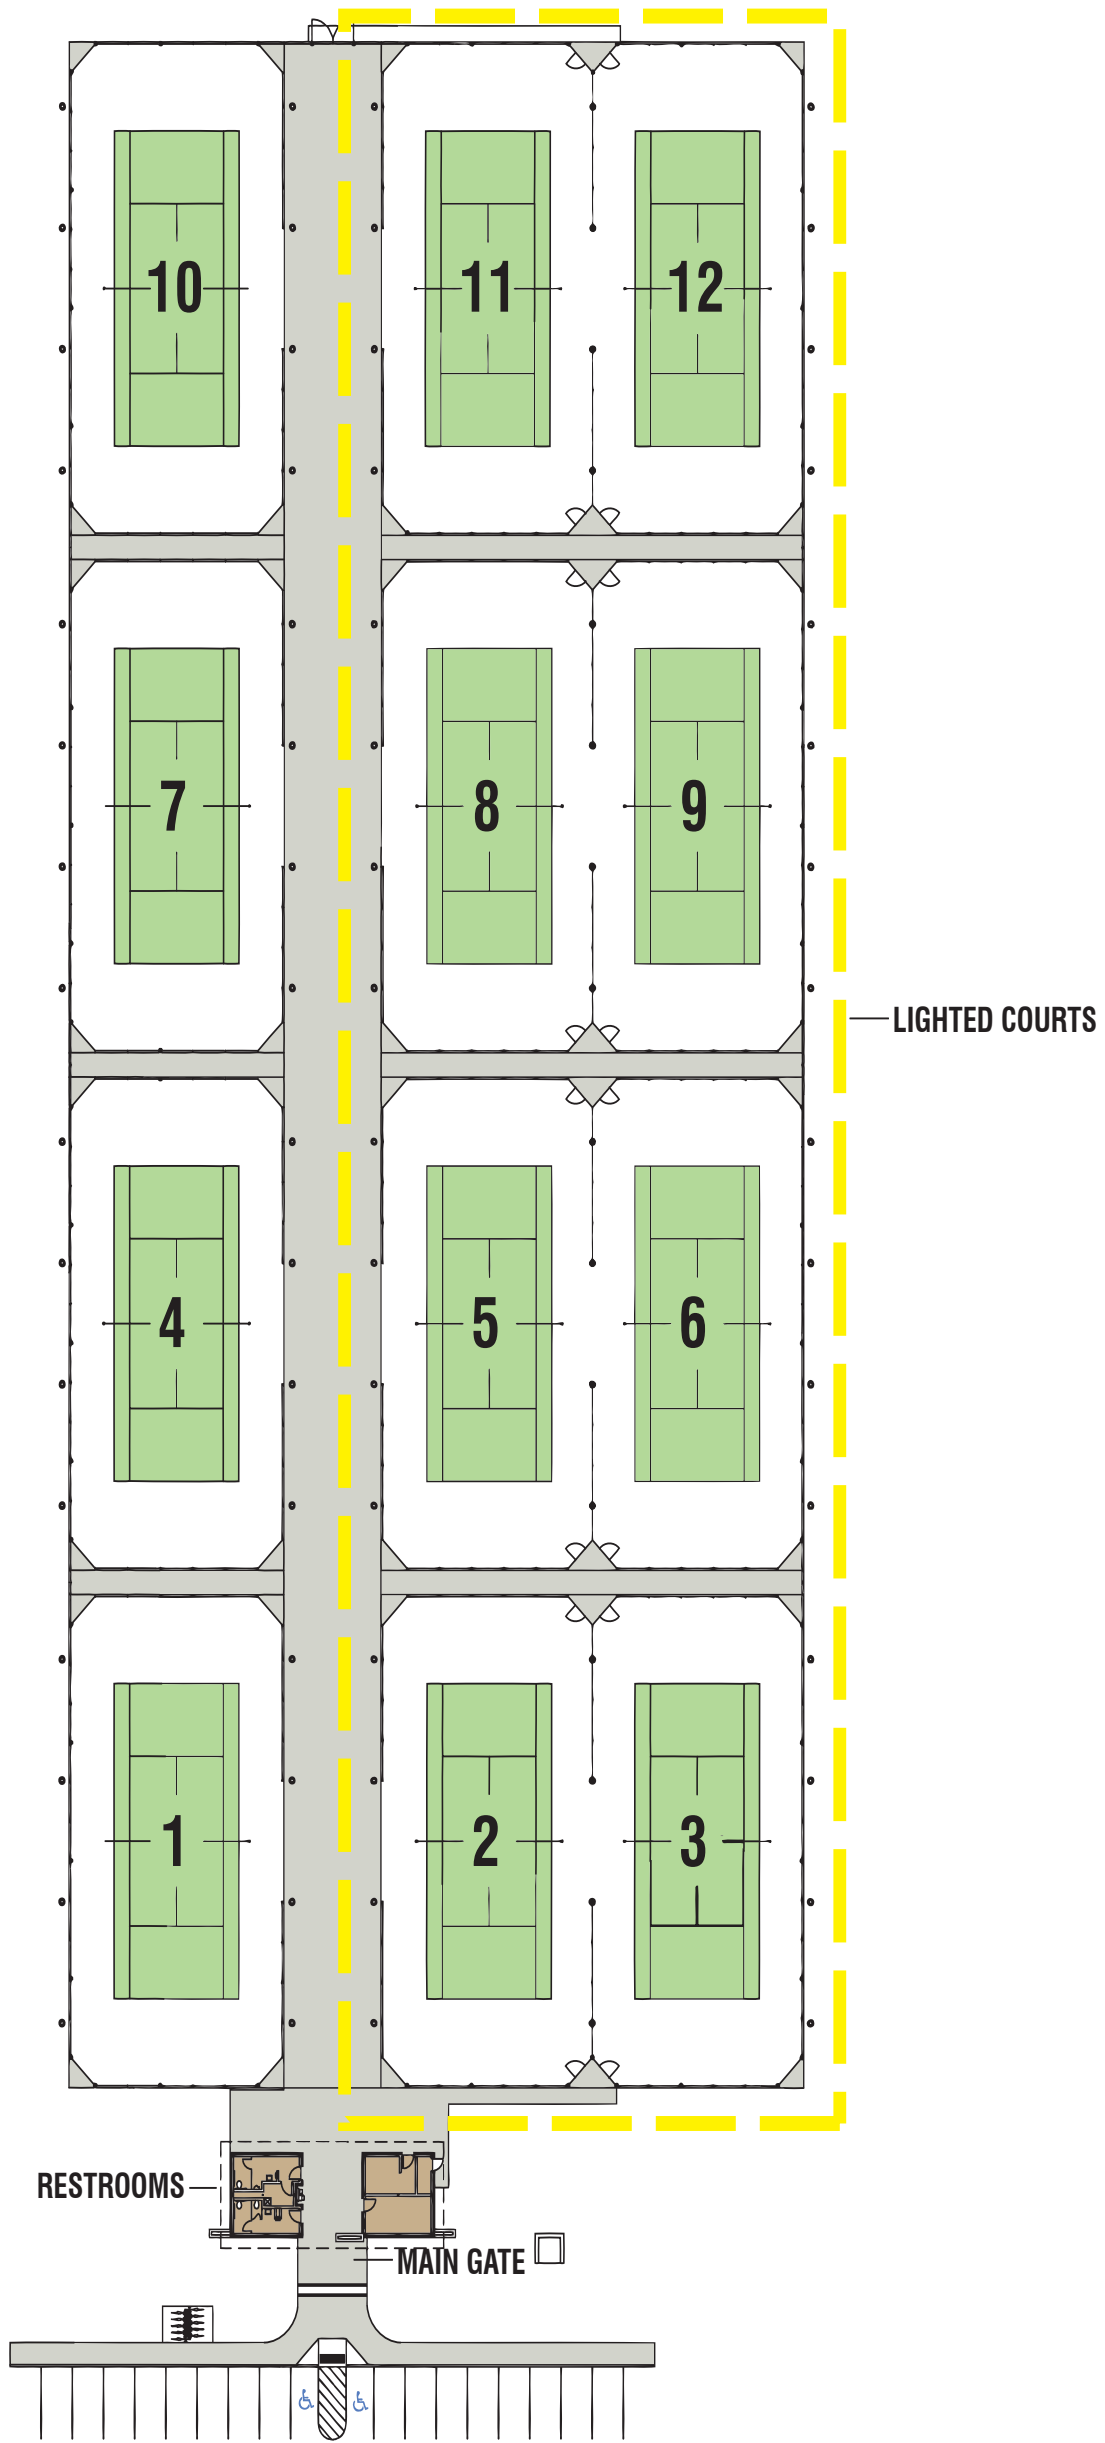 10 11 12
7 8 9
LIGHTED COURTS
4 5 6
1 2 3
RESTROOMS
MAIN GATE